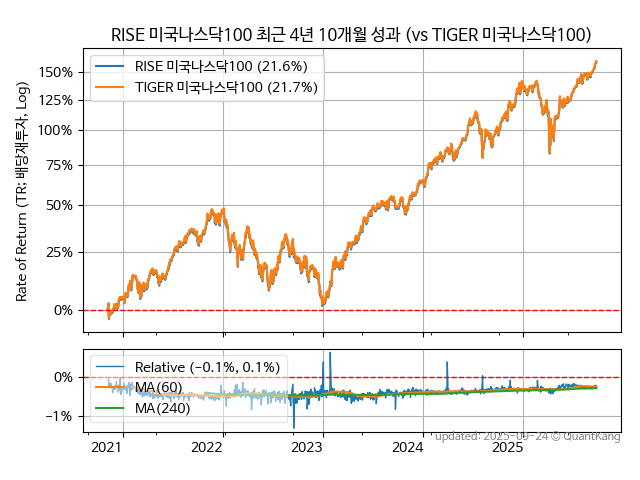 RISE 미국나스닥100 최근 4년 10개월 성과 (vs TIGER 미국나스닥100)
Rate of Return (TR: 배당재투자, Log)
150%
125%
100%
75%
50%
25%
0%
RISE 미국나스닥100 (21.6%)
TIGER 미국나스닥100 (21.7%)
0%
−1%
Relative (−0.1%, 0.1%)
MA(60)
MA(240)
2021 2022 2023 2024 2025
updated: 2025-09-24 © QuantKang